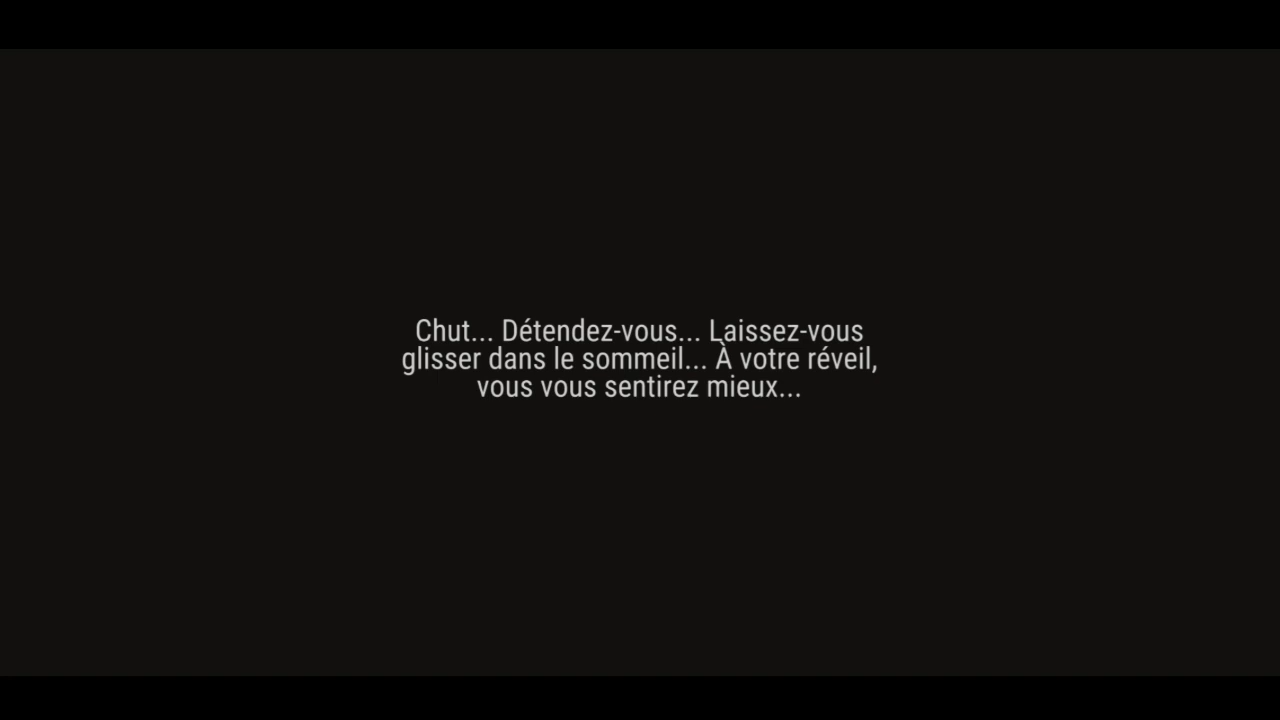 Chut... Détendez-vous... Laissez-vous
glisser dans le sommeil... À votre réveil,
vous vous sentirez mieux...